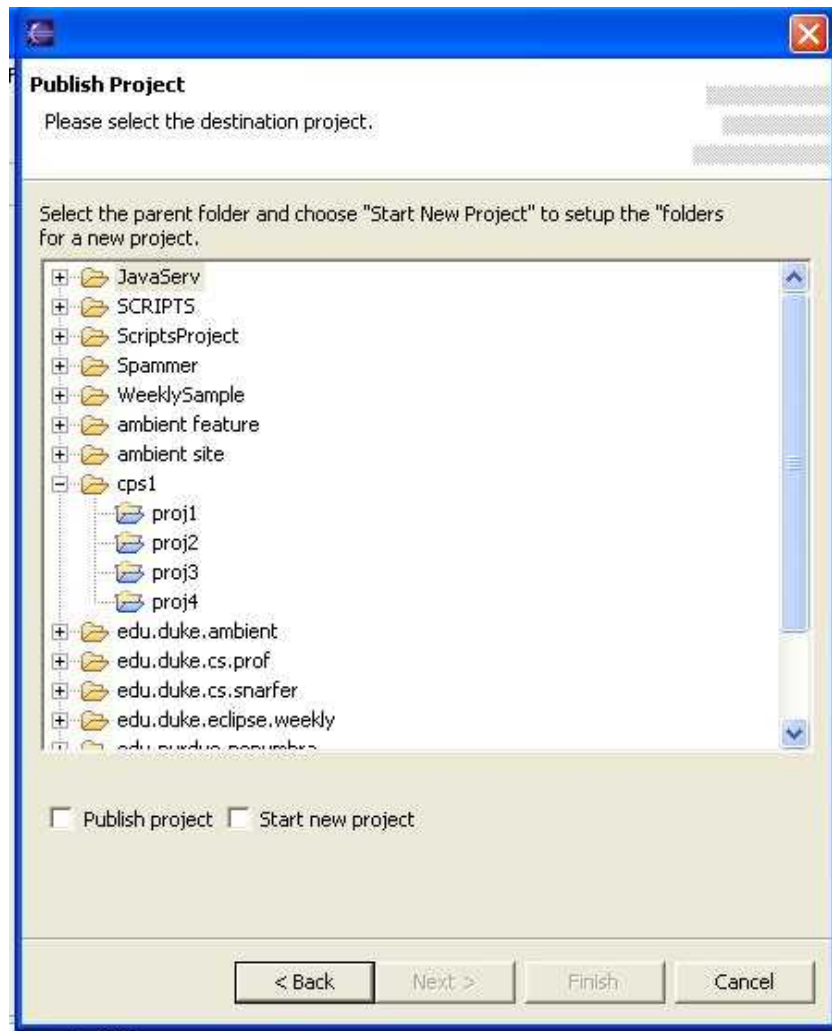 Publish Project
Please select the destination project.
Select the parent folder and choose "Start New Project" to setup the "folders
for a new project.
JavaServ
SCRIPTS
ScriptsProject
Spammer
WeeklySample
ambient feature
ambient site
cps1
proj1
proj2
proj3
proj4
edu.duke.ambient
edu.duke.cs.prof
edu.duke.cs.snarfer
edu.duke.eclipse.weekly
Publish project Start new project
< Back Next > Finish Cancel